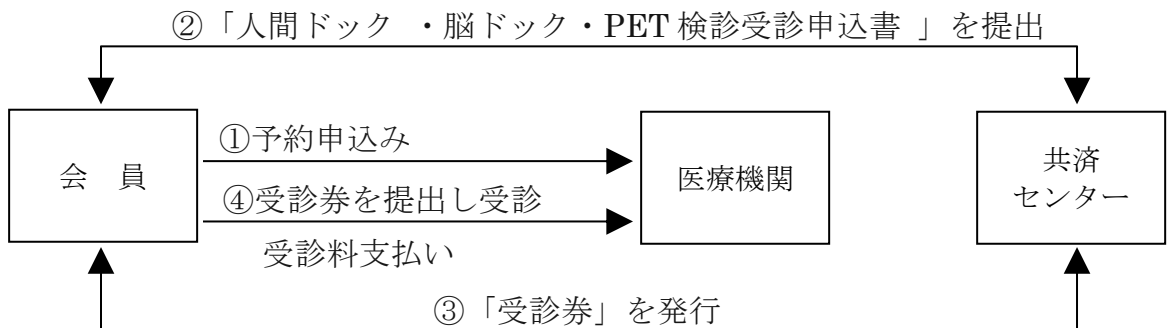 ②「人間ドック ・脳ドック・PET 検診受診申込書 」を提出
①予約申込み
会 員
医療機関
共済
センター
④受診券を提出し受診
受診料支払い
③「受診券」を発行